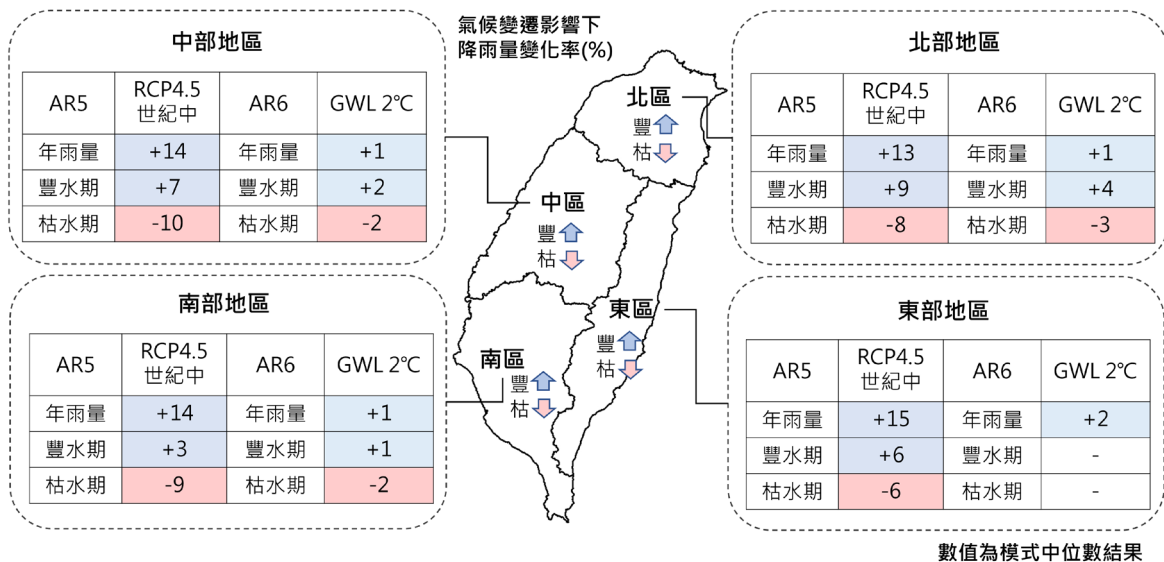 氣候變遷影響下
降雨量變化率(%)
中部地區
AR5 RCP4.5 世紀中 AR6 GWL 2℃
年雨量 +14 年雨量 +1
豐水期 +7 豐水期 +2
枯水期 -10 枯水期 -2
北部地區
AR5 RCP4.5 世紀中 AR6 GWL 2℃
年雨量 +13 年雨量 +1
豐水期 +9 豐水期 +4
枯水期 -8 枯水期 -3
北區
豐
枯
中區
豐
枯
南區
豐
枯
東區
豐
枯
南部地區
AR5 RCP4.5 世紀中 AR6 GWL 2℃
年雨量 +14 年雨量 +1
豐水期 +3 豐水期 +1
枯水期 -9 枯水期 -2
東部地區
AR5 RCP4.5 世紀中 AR6 GWL 2℃
年雨量 +15 年雨量 +2
豐水期 +6 豐水期 -
枯水期 -6 枯水期 -
數值為模式中位數結果